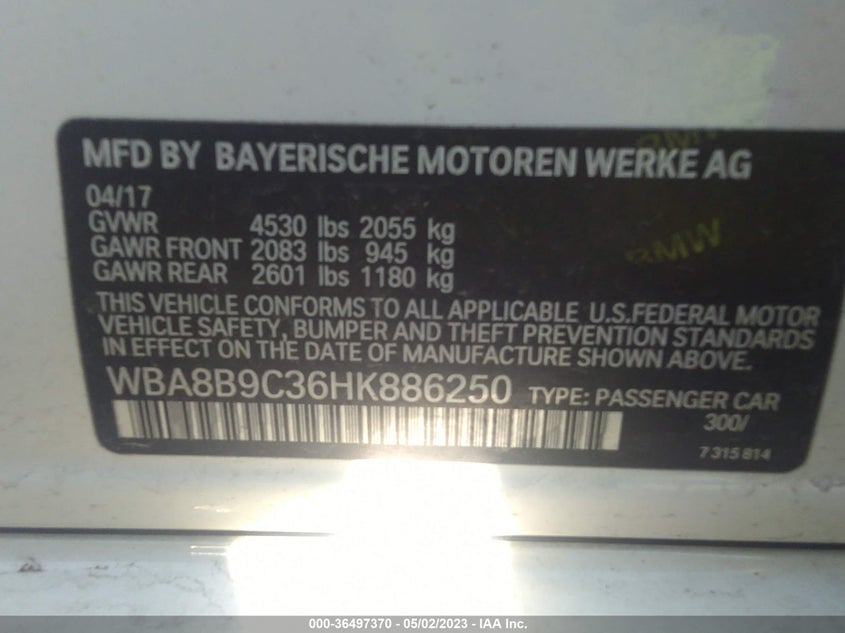 MFD BY BAYERISCHE MOTOREN WERKE AG
04/17
GVWR 4530 lbs 2055 kg
GAWR FRONT 2083 lbs 945 kg
GAWR REAR 2601 lbs 1180 kg
THIS VEHICLE CONFORMS TO ALL APPLICABLE U.S.FEDERAL MOTOR
VEHICLE SAFETY, BUMPER AND THEFT PREVENTION STANDARDS
IN EFFECT ON THE DATE OF MANUFACTURE SHOWN ABOVE.
WBA8B9C36HK886250 TYPE: PASSENGER CAR
300/
7 315 814
BMW
BMW
000-36497370 - 05/02/2023 - IAA Inc.